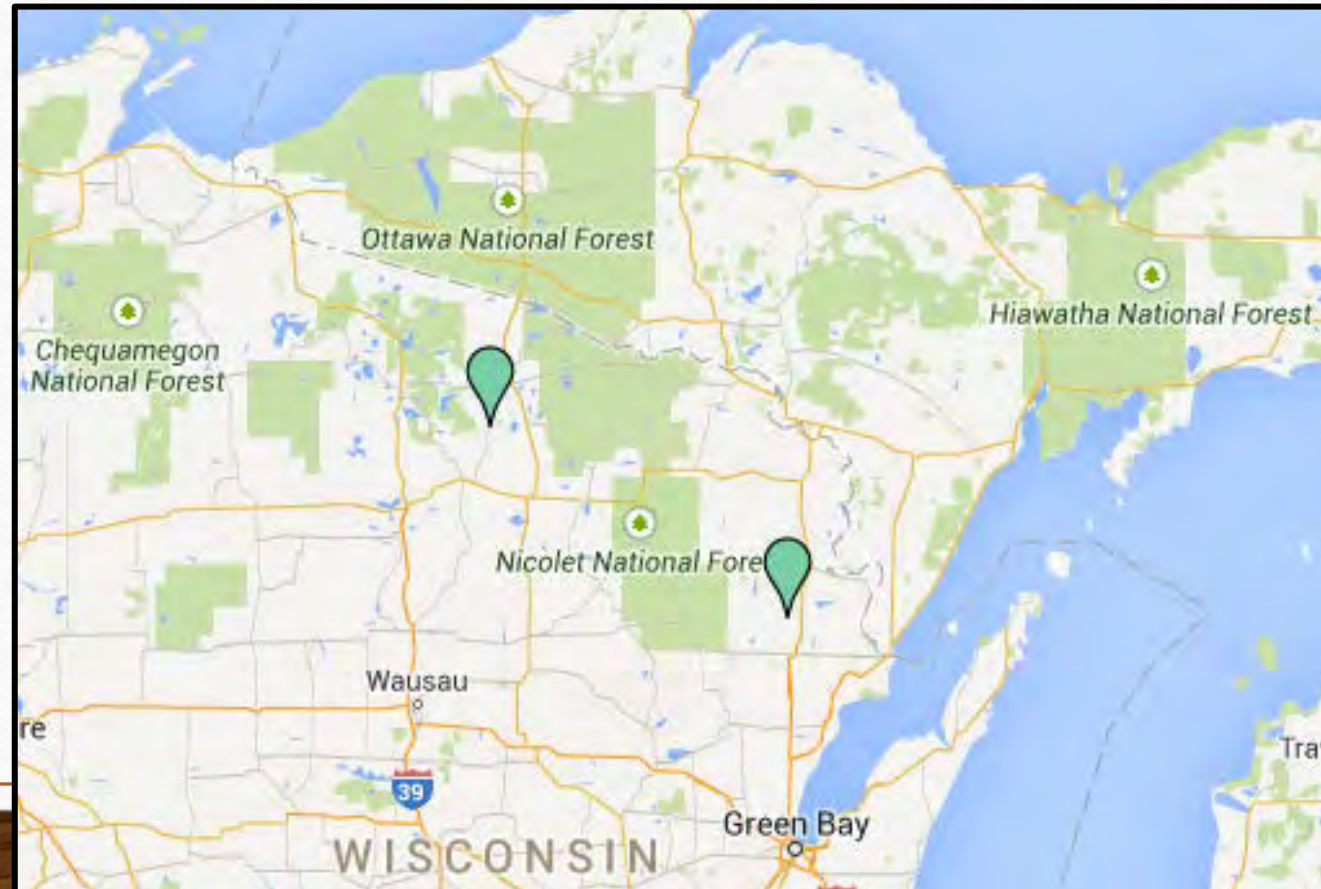 Ottawa National Forest
Hiawatha National Forest
Chequamegon
National Forest
Nicolet National Fore
Wausau
re
Tra
39
Green Bay
WISCONSIN